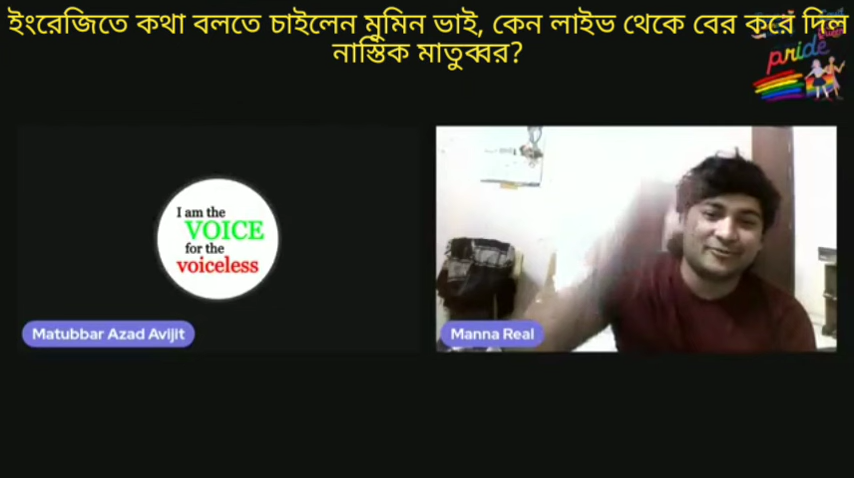 ইংরেজিতে কথা বলতে চাইলেন মুমিন ভাই, কেন লাইভ থেকে বের করে দিল
নাস্তিক মাতুব্বর?
pride
I am the
VOICE
for the
voiceless
Matubbar Azad Avijit
Manna Real